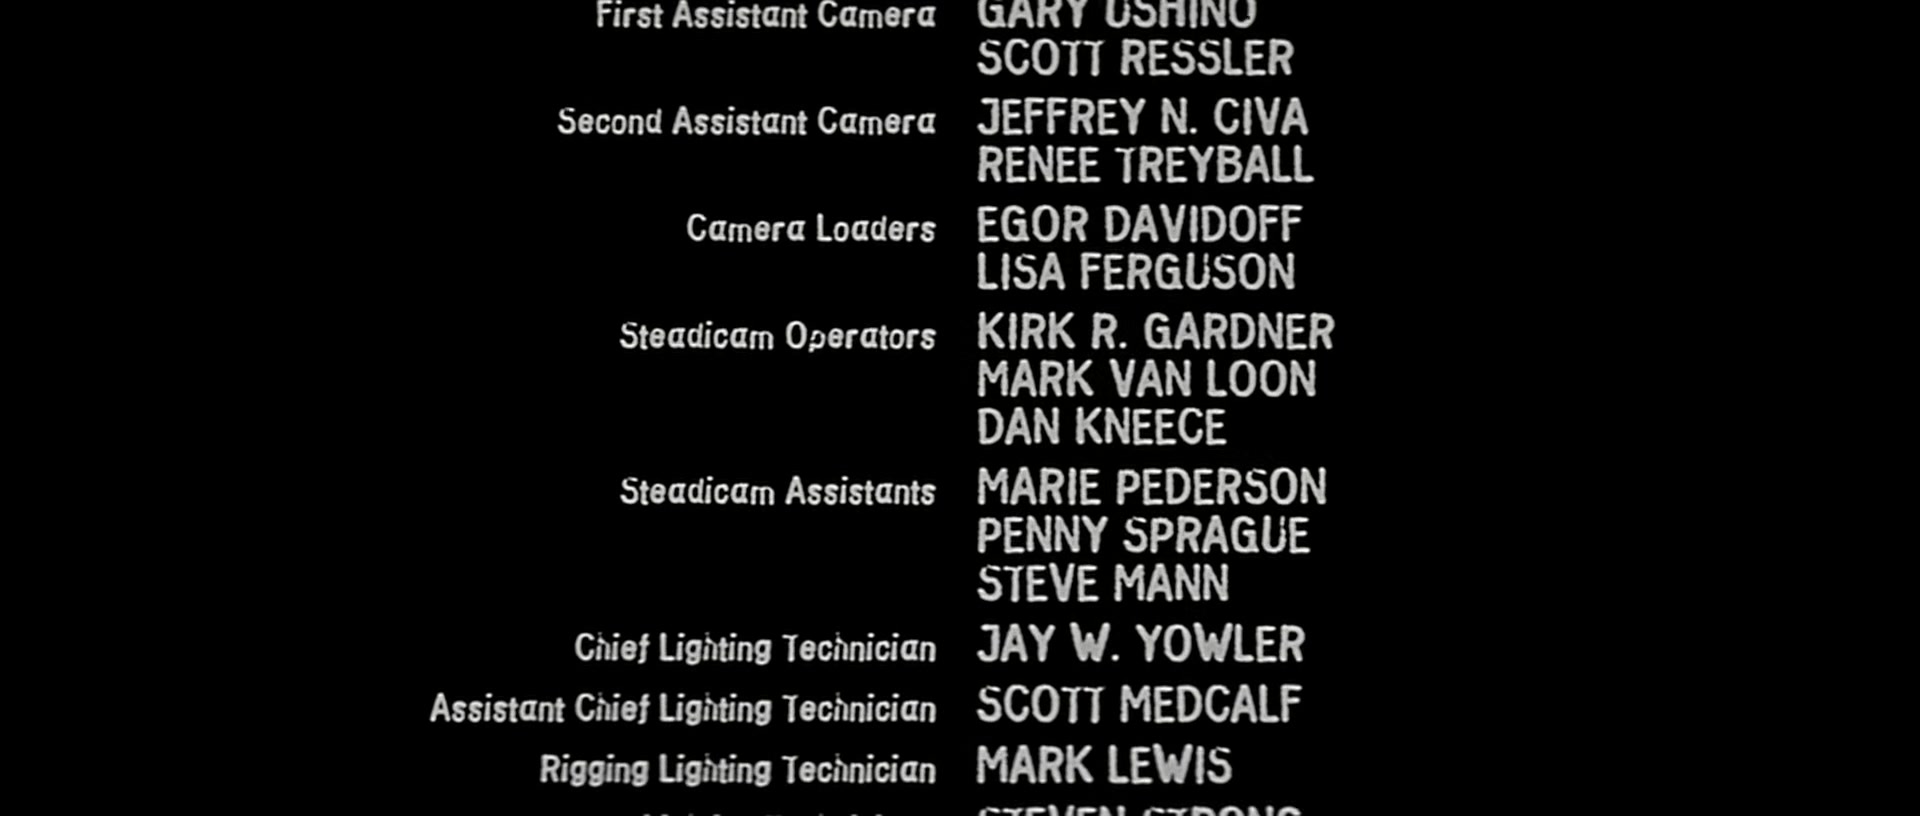 First Assistant Camera GARY USHINO
SCOTT RESSLER
Second Assistant Camera JEFFREY N. CIVA
RENEE TREYBALL
Camera Loaders EGOR DAVIDOFF
LISA FERGUSON
Steadicam Operators KIRK R. GARDNER
MARK VAN LOON
DAN KNEECE
Steadicam Assistants MARIE PEDERSON
PENNY SPRAGUE
STEVE MANN
Chief Lighting Technician JAY W. YOWLER
Assistant Chief Lighting Technician SCOTT MEDCALF
Rigging Lighting Technician MARK LEWIS
STEVEN STRONG